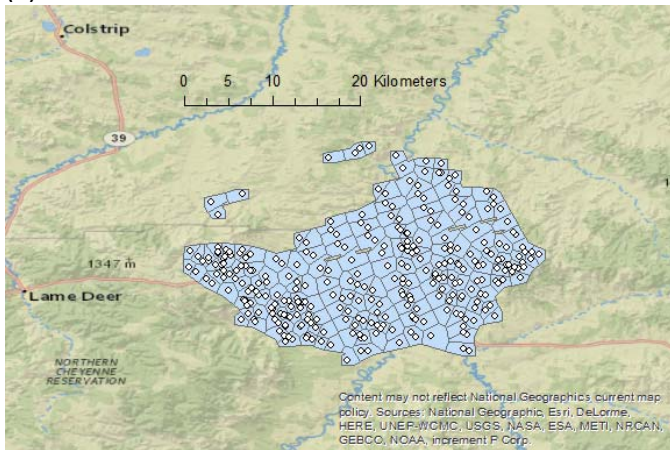 Colstrip
0 5 10 20 Kilometers
39
1347 m
Lame Deer
NORTHERN
CHEYENNE
RESERVATION
Content may not reflect National Geographic's current map
policy. Sources: National Geographic, Esri, DeLorme,
HERE, UNEP-WCMC, USGS, NASA, ESA, METI, NRCAN,
GEBCO, NOAA, increment P Corp.